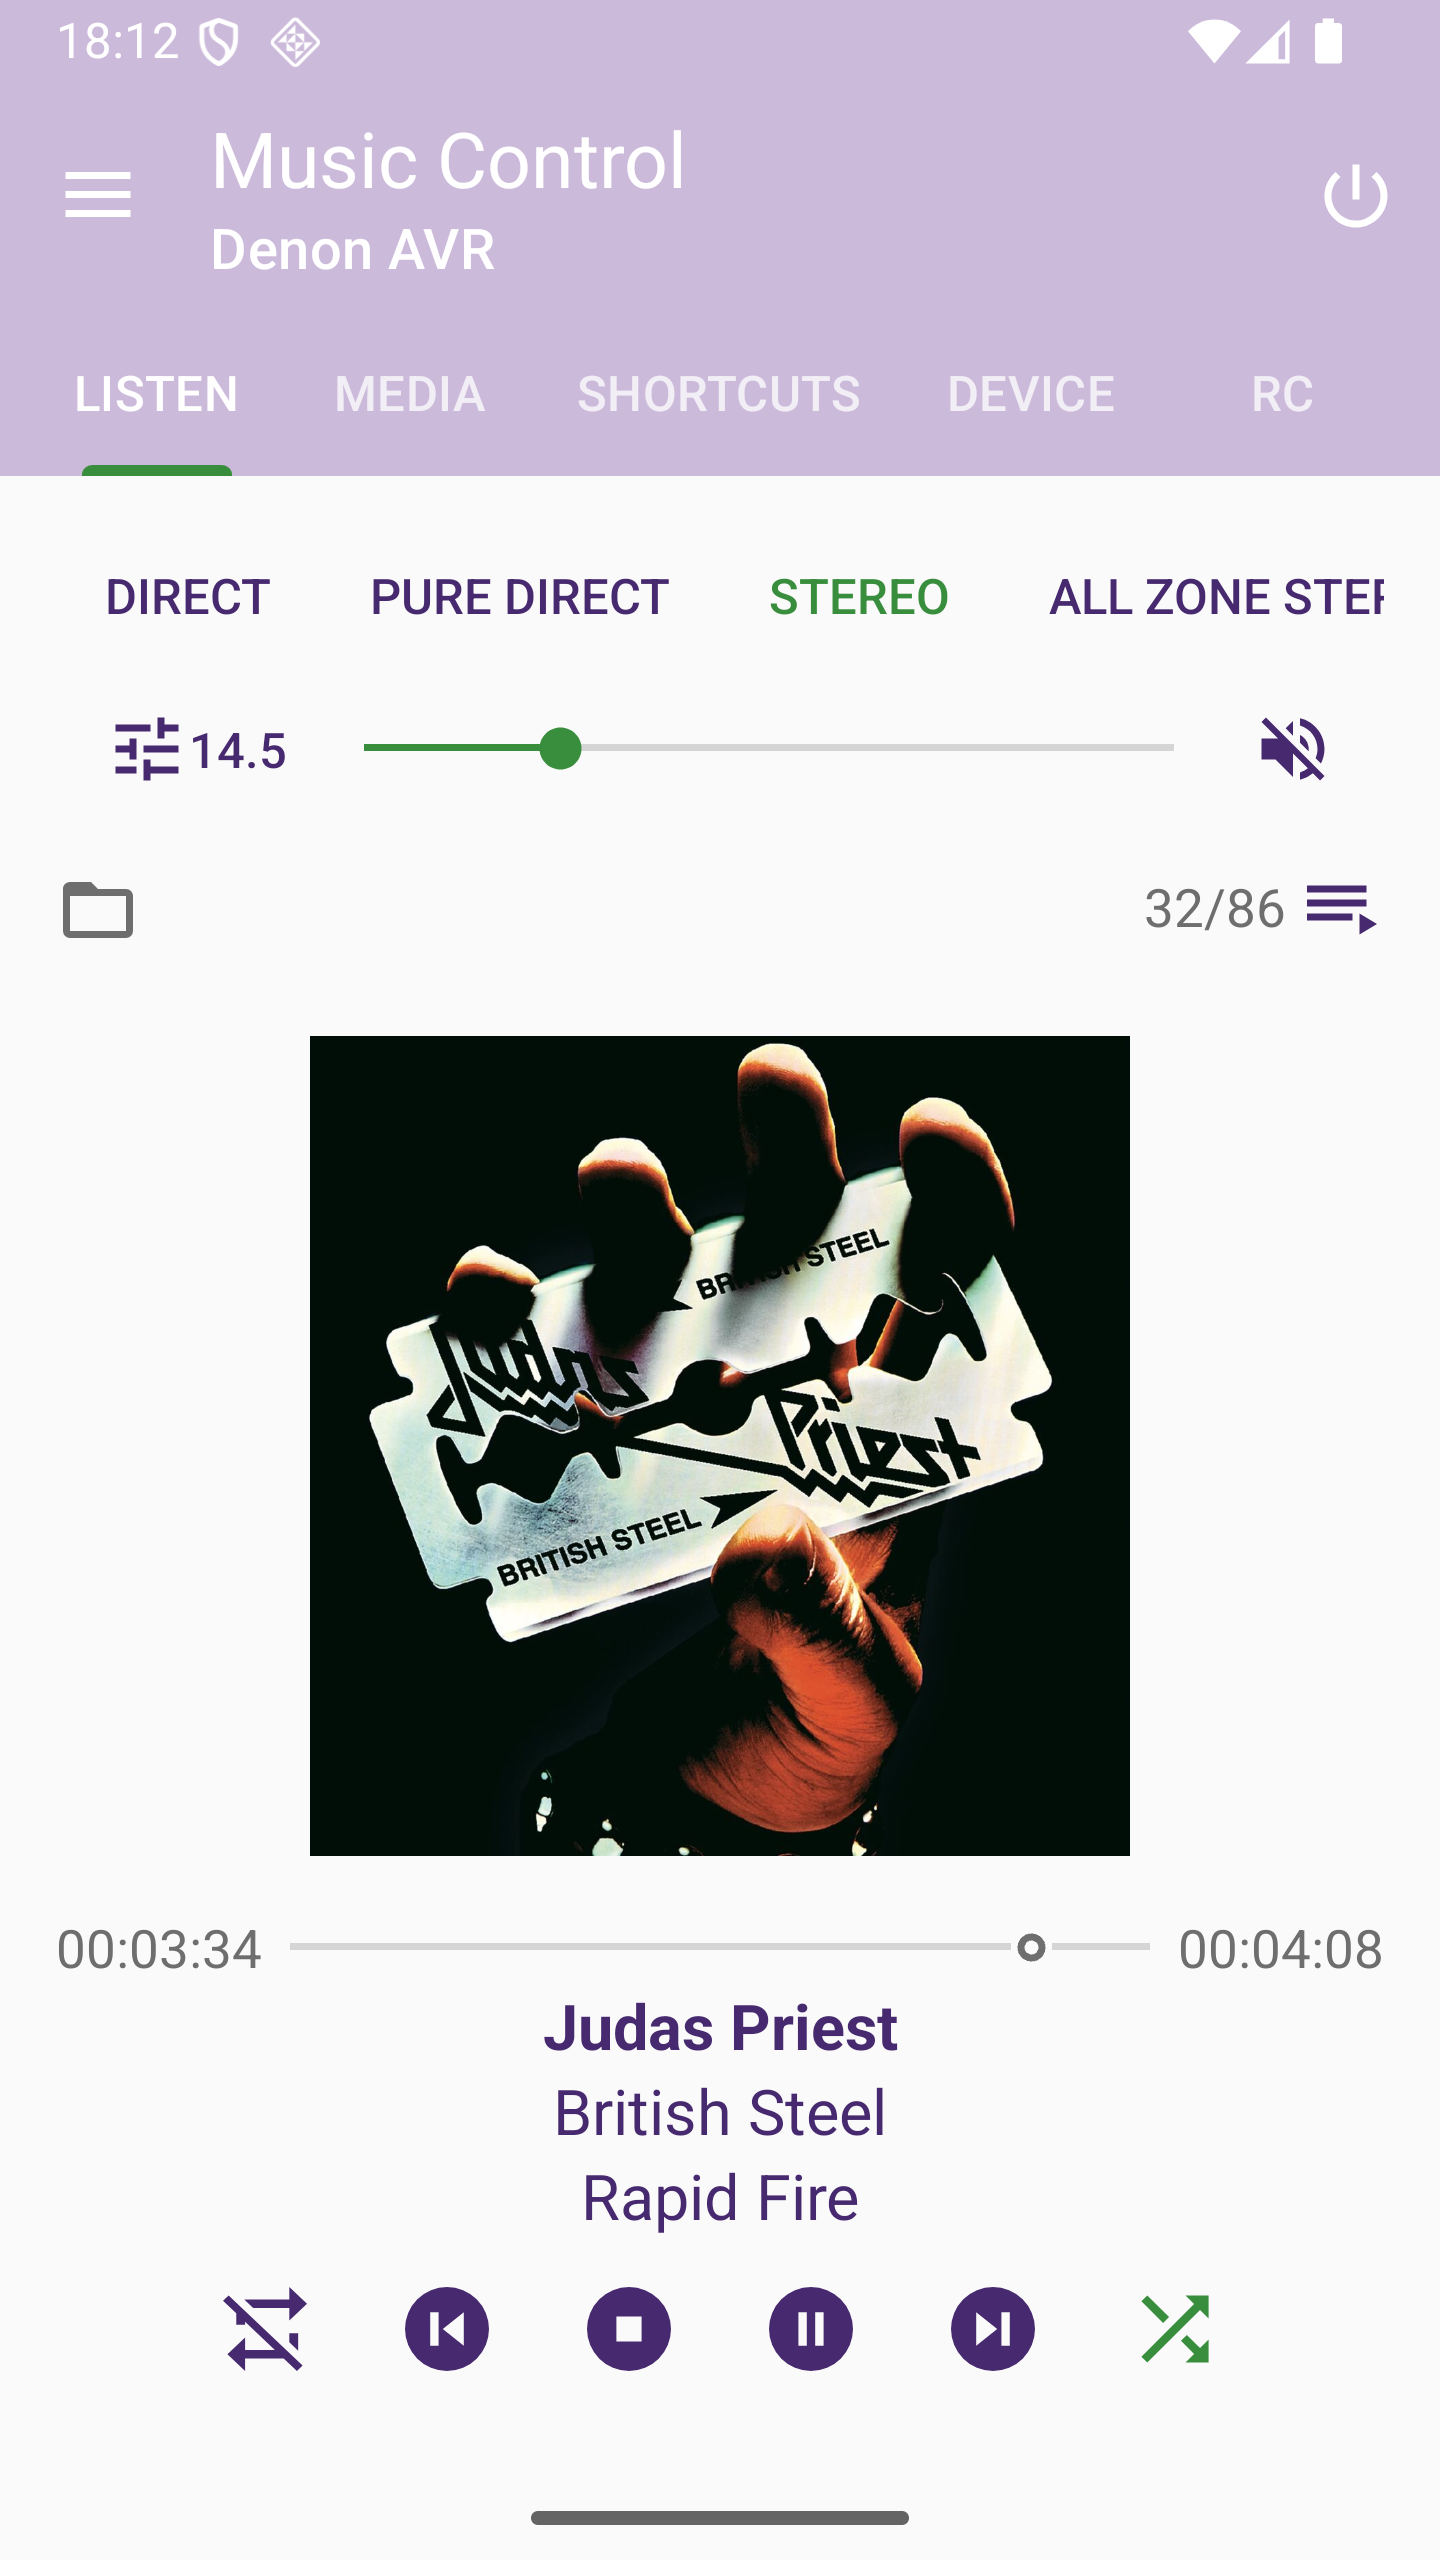 18:12
Music Control
Denon AVR
LISTEN MEDIA SHORTCUTS DEVICE RC
DIRECT PURE DIRECT STEREO ALL ZONE
14.5
32/86
STEEL
Judas
Priest
BRITISH STEEL
00:03:34 00:04:08
Judas Priest
British Steel
Rapid Fire